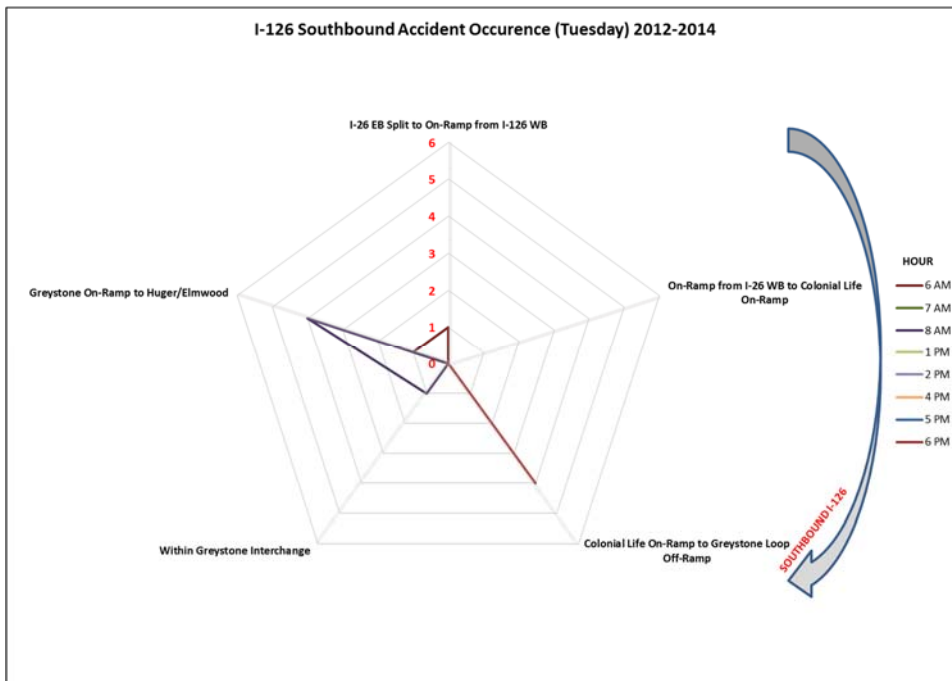 I-126 Southbound Accident Occurence (Tuesday) 2012-2014
I-26 EB Split to On-Ramp from I-126 WB
6
5
4
3
2
1
0
On-Ramp from I-26 WB to Colonial Life
On-Ramp
Colonial Life On-Ramp to Greystone Loop
Off-Ramp
Within Greystone Interchange
Greystone On-Ramp to Huger/Elmwood
SOUTHBOUND I-126
HOUR
6 AM
7 AM
8 AM
1 PM
2 PM
4 PM
5 PM
6 PM